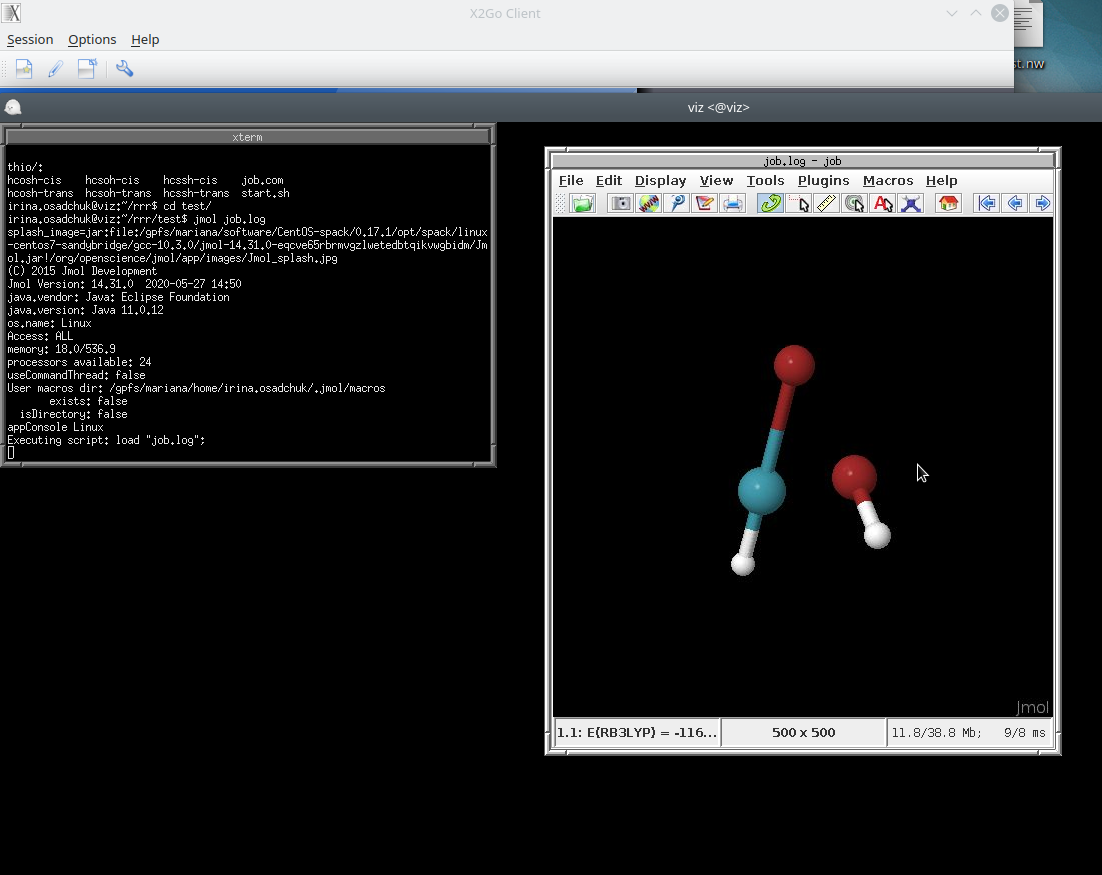 X2Go Client
Session Options Help
st.nw
viz <@viz>
xterm
thio/:
hcosh-cis hcsoh-cis hcssh-cis job.com
hcosh-trans hcsoh-trans hcssh-trans start.sh
irina.osadchuk@viz:~/rrr$ cd test/
irina.osadchuk@viz:~/rrr/test$ jmol job.log
splash_image=jar:file:/gpfs/mariana/software/CentOS-spack/0.17.1/opt/spack/linux
-centos7-sandybridge/gcc-10.3.0/jmol-14.31.0-eqcve65rbrmvgzlwetedbtqikvwgbidm/Jm
ol.jar!/org/openscience/jmol/app/images/Jmol_splash.jpg
(C) 2015 Jmol Development
Jmol Version: 14.31.0 2020-05-27 14:50
java.vendor: Java: Eclipse Foundation
java.version: Java 11.0.12
os.name: Linux
Access: ALL
memory: 18.0/536.9
processors available: 24
useCommandThread: false
User macros dir: /gpfs/mariana/home/irina.osadchuk/.jmol/macros
exists: false
isDirectory: false
appConsole Linux
Executing script: load "job.log";
job.log - job
File Edit Display View Tools Plugins Macros Help
Jmol
1.1: E(RB3LYP) = -116... 500 x 500 11.8/38.8 Mb; 9/8 ms